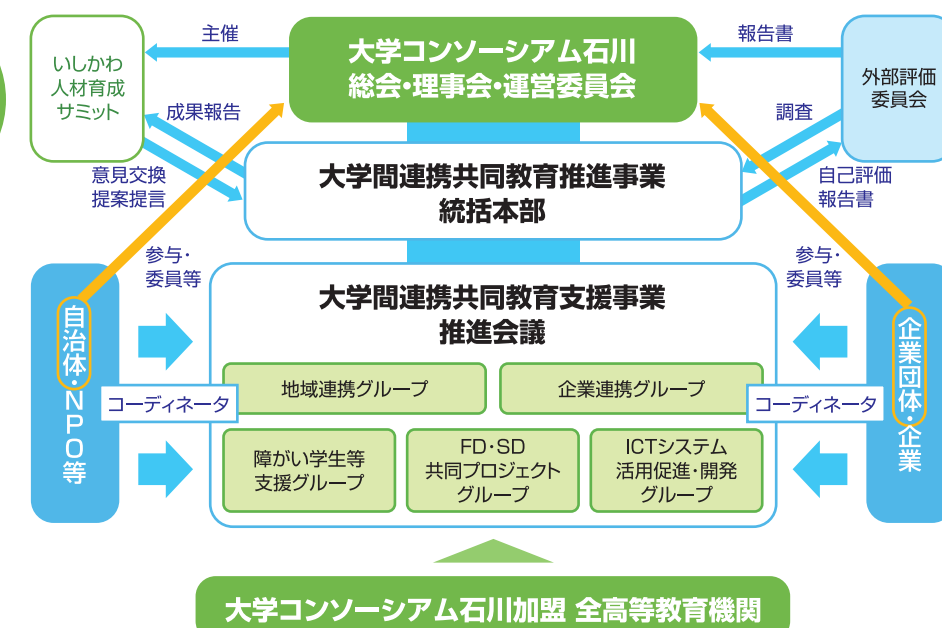 いしかわ
人材育成
サミット
主催
大学コンソーシアム石川
総会・理事会・運営委員会
報告書
外部評価
委員会
成果報告
調査
意見交換
提案提言
大学間連携共同教育推進事業
統括本部
自己評価
報告書
参与・
委員等
参与・
委員等
自治体・NPO等
大学間連携共同教育支援事業
推進会議
企業団体・企業
地域連携グループ
企業連携グループ
コーディネータ
コーディネータ
障がい学生等
支援グループ
FD・SD
共同プロジェクト
グループ
ICTシステム
活用促進・開発
グループ
大学コンソーシアム石川加盟 全高等教育機関